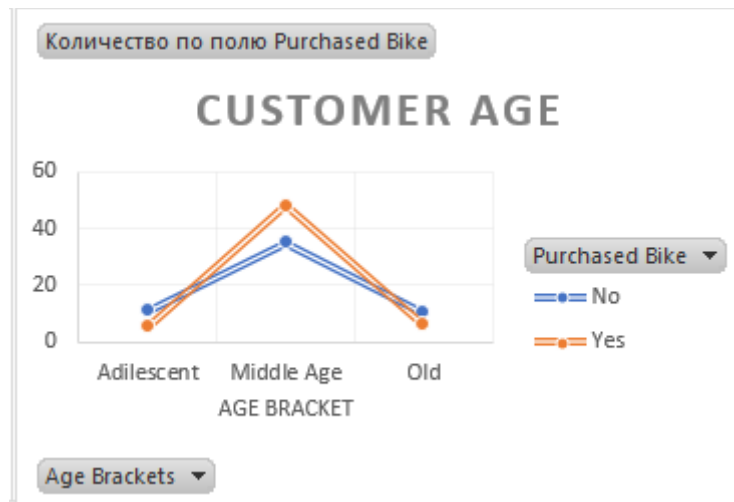 Количество по полю Purchased Bike
CUSTOMER AGE
60
40
20
0
Adilescent Middle Age Old
AGE BRACKET
Purchased Bike
No
Yes
Age Brackets